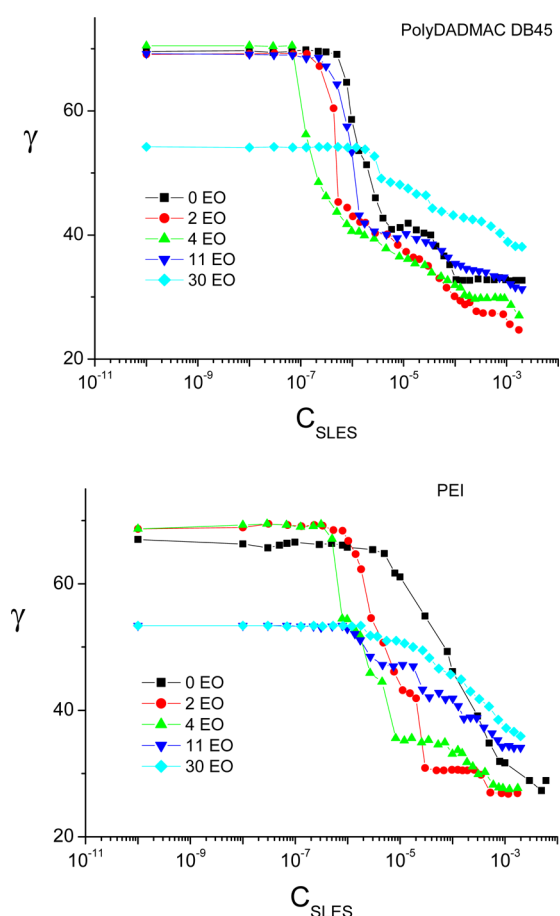 PolyDADMAC DB45
60
γ
0 EO
2 EO
40
4 EO
11 EO
30 EO
20
10⁻¹¹ 10⁻⁹ 10⁻⁷ 10⁻⁵ 10⁻³
C_SLES
PEI
60
γ
0 EO
40
2 EO
4 EO
11 EO
30 EO
20
10⁻¹¹ 10⁻⁹ 10⁻⁷ 10⁻⁵ 10⁻³
C_SLES